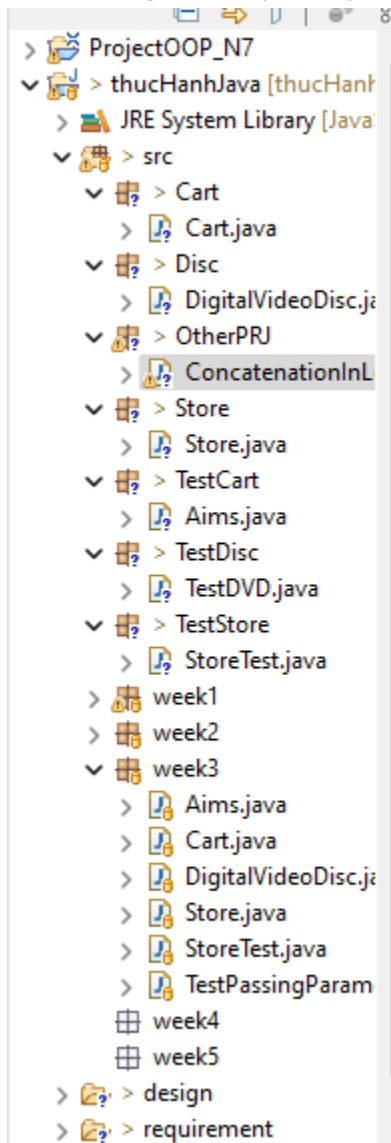 ProjectOOP_N7
> thucHanhJava [thucHanh
JRE System Library [Java
> src
> Cart
Cart.java
> Disc
DigitalVideoDisc.ja
> OtherPRJ
ConcatenationInL
> Store
Store.java
> TestCart
Aims.java
> TestDisc
TestDVD.java
> TestStore
StoreTest.java
week1
week2
week3
Aims.java
Cart.java
DigitalVideoDisc.ja
Store.java
StoreTest.java
TestPassingParam
week4
week5
> design
> requirement